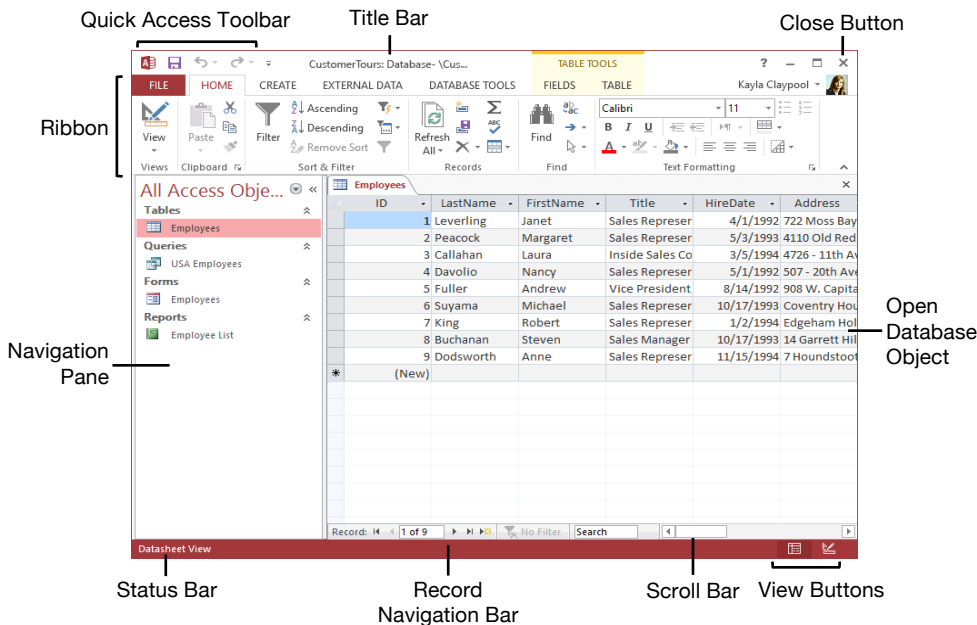 Quick Access Toolbar
Title Bar
Close Button
CustomerTours: Database- \Cus...
TABLE TOOLS
?
FILE HOME CREATE EXTERNAL DATA DATABASE TOOLS FIELDS TABLE
Kayla Claypool
Ribbon
View
Paste
Filter
Ascending
Descending
Remove Sort
Refresh
All
ABC
Find
abc
ac
Calibri
11
B I U
A
Views
Clipboard
Sort & Filter
Records
Find
Text Formatting
All Access Obje...
Tables
Employees
Queries
USA Employees
Forms
Employees
Reports
Employee List
Employees
ID LastName FirstName Title HireDate Address
1 Leverling Janet Sales Represer 4/1/1992 722 Moss Bay
2 Peacock Margaret Sales Represer 5/3/1993 4110 Old Red
3 Callahan Laura Inside Sales Co 3/5/1994 4726 - 11th Av
4 Davolio Nancy Sales Represer 5/1/1992 507 - 20th Ave
5 Fuller Andrew Vice President, 8/14/1992 908 W. Capita
6 Suyama Michael Sales Represer 10/17/1993 Coventry Hou
7 King Robert Sales Represer 1/2/1994 Edgeham Hol
8 Buchanan Steven Sales Manager 10/17/1993 14 Garrett Hil
9 Dodsworth Anne Sales Represer 11/15/1994 7 Houndstoot
(New)
Open
Database
Object
Navigation
Pane
Record: 1 of 9 No Filter Search
Datasheet View
Status Bar
Record
Navigation Bar
Scroll Bar
View Buttons